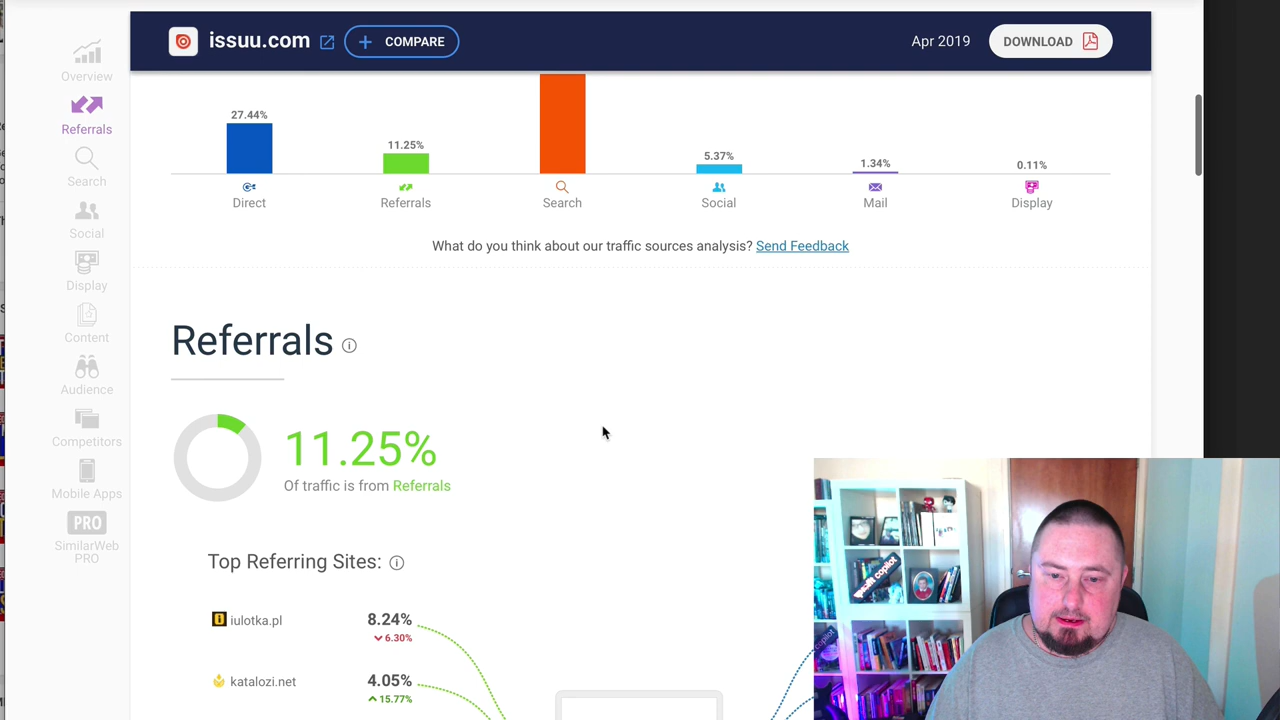 issuu.com
COMPARE
Apr 2019
DOWNLOAD
Overview
Referrals
Search
Social
Display
Content
Audience
Competitors
Mobile Apps
PRO
SimilarWeb
PRO
27.44%
11.25%
5.37%
1.34%
0.11%
Direct
Referrals
Search
Social
Mail
Display
What do you think about our traffic sources analysis? Send Feedback
Referrals
11.25%
Of traffic is from Referrals
Top Referring Sites:
iulotka.pl
8.24%
6.30%
katalozi.net
4.05%
15.77%
copilot